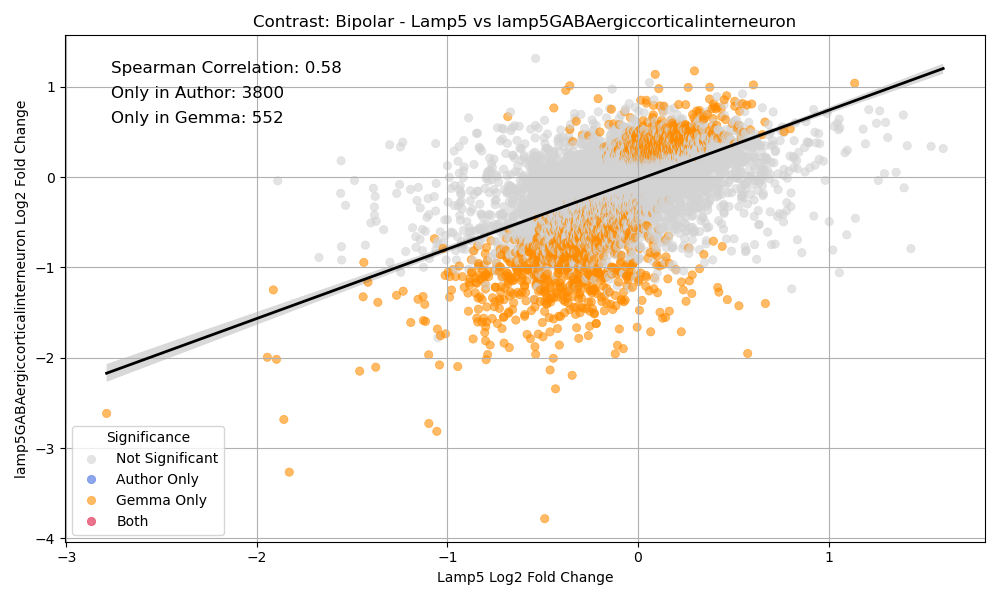 Contrast: Bipolar - Lamp5 vs lamp5GABAergiccorticalinterneuron
Spearman Correlation: 0.58
Only in Author: 3800
Only in Gemma: 552
lamp5GABAergiccorticalinterneuron Log2 Fold Change
1
0
−1
−2
−3
−4
Significance
Not Significant
Author Only
Gemma Only
Both
−3
−2
−1
0
1
Lamp5 Log2 Fold Change